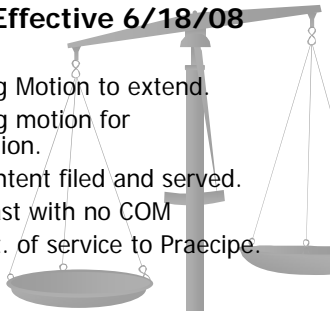 Effective 6/18/08
g Motion to extend.
g motion for
ion.
ntent filed and served.
ast with no COM
. of service to Praecipe.